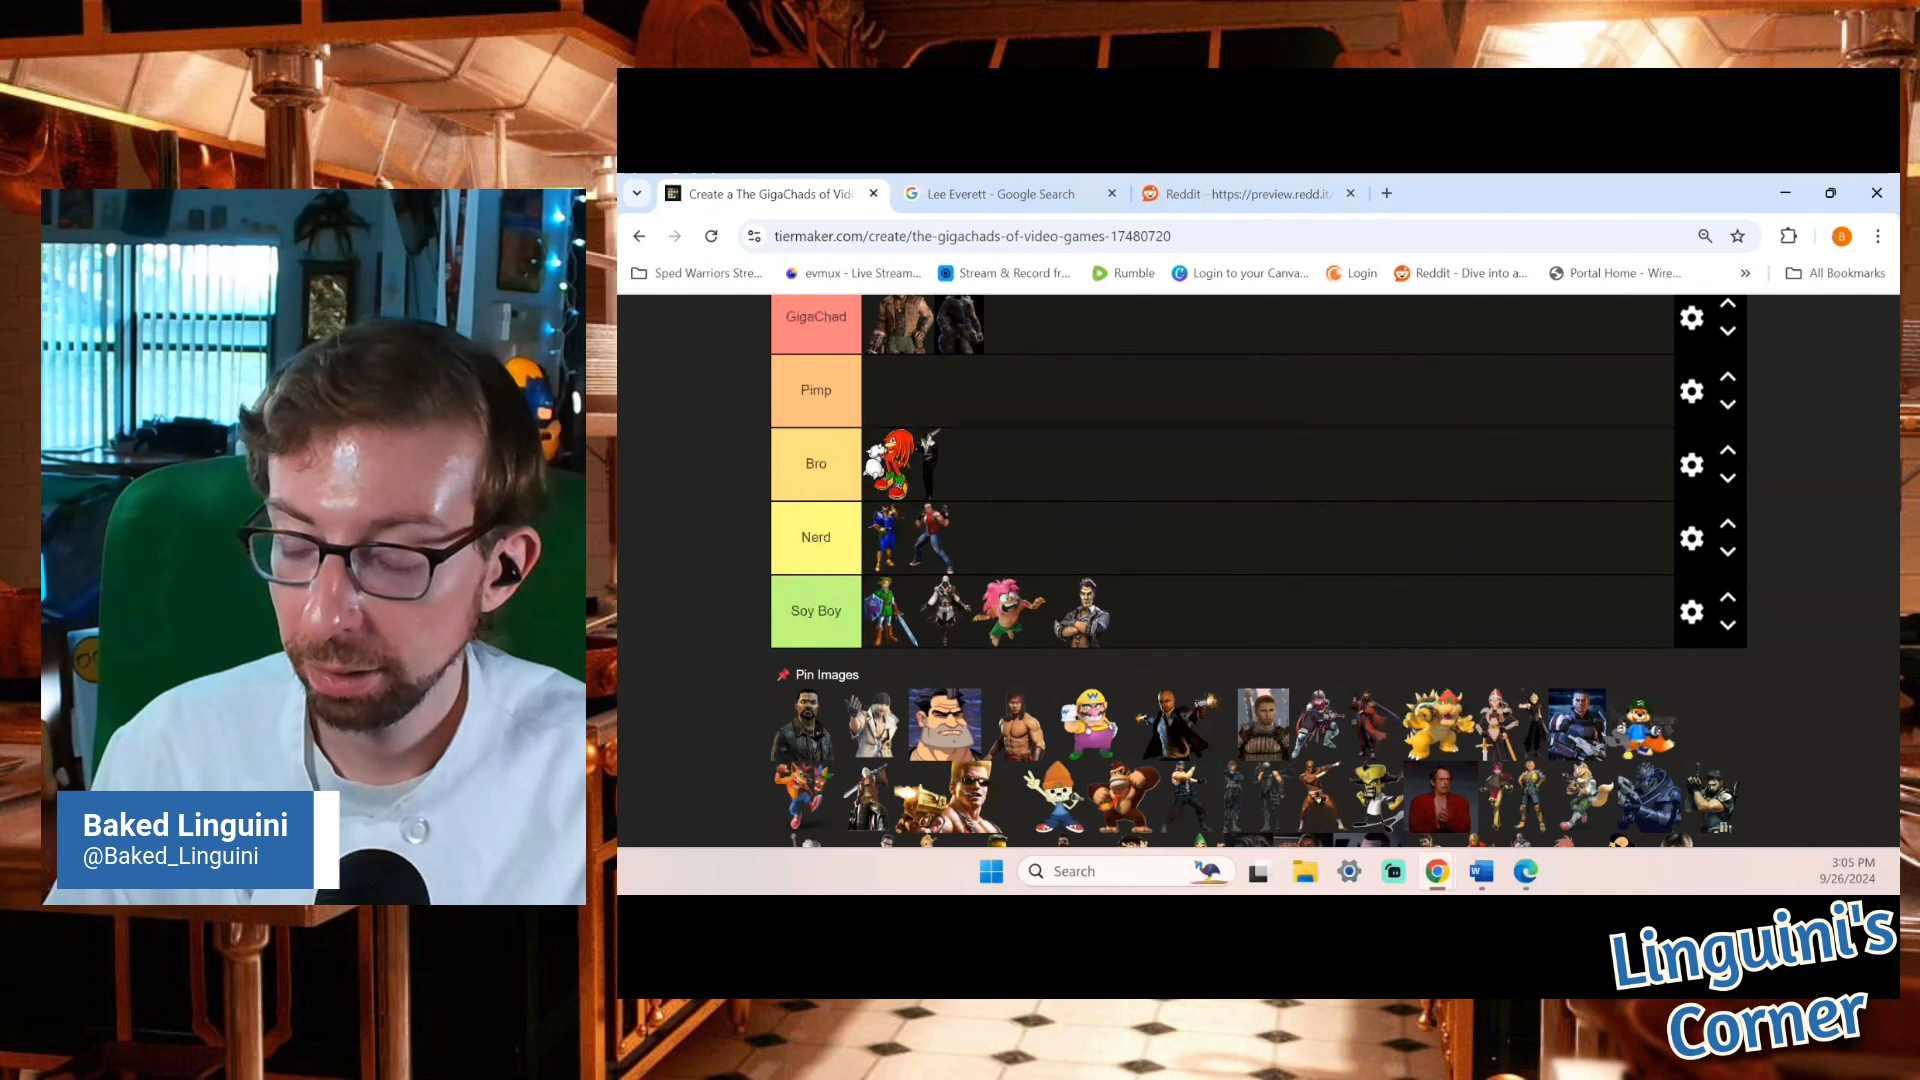 Create a The GigaChads of Vid
Lee Everett - Google Search
Reddit - https://preview.redd.it/
tiermaker.com/create/the-gigachads-of-video-games-17480720
B
Sped Warriors Stre...
evmux - Live Stream...
Stream & Record fr...
Rumble
Login to your Canva...
Login
Reddit - Dive into a...
Portal Home - Wire...
All Bookmarks
GigaChad
Pimp
Bro
Nerd
Soy Boy
Pin Images
Baked Linguini
@Baked_Linguini
Search
3:05 PM
9/26/2024
Linguini's
Corner